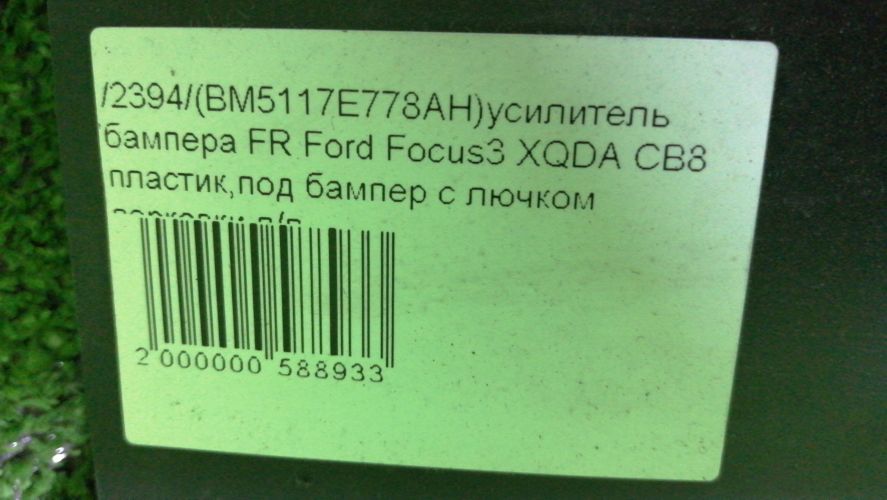 /2394/(BM5117E778AH)усилитель
бампера FR Ford Focus3 XQDA CB8
пластик,под бампер с лючком
2 000000 588933